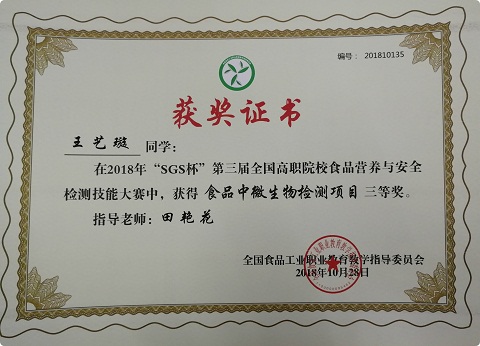 编号： 201810135
获奖证书
王艺璇 同学：
在2018年“SGS杯”第三届全国高职院校食品营养与安全
检测技能大赛中，获得 食品中微生物检测项目 三等奖。
指导老师：田艳花
全国食品工业职业教育教学指导委员会
2018年10月28日